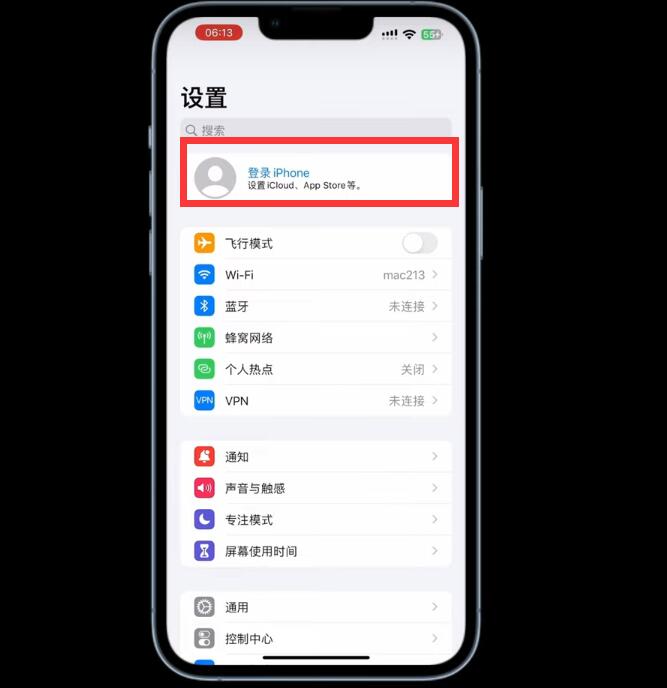 06:13
55
设置
搜索
登录 iPhone
设置 iCloud、App Store 等。
飞行模式
Wi-Fi
mac213
蓝牙
未连接
蜂窝网络
个人热点
关闭
VPN
VPN
未连接
通知
声音与触感
专注模式
屏幕使用时间
通用
控制中心